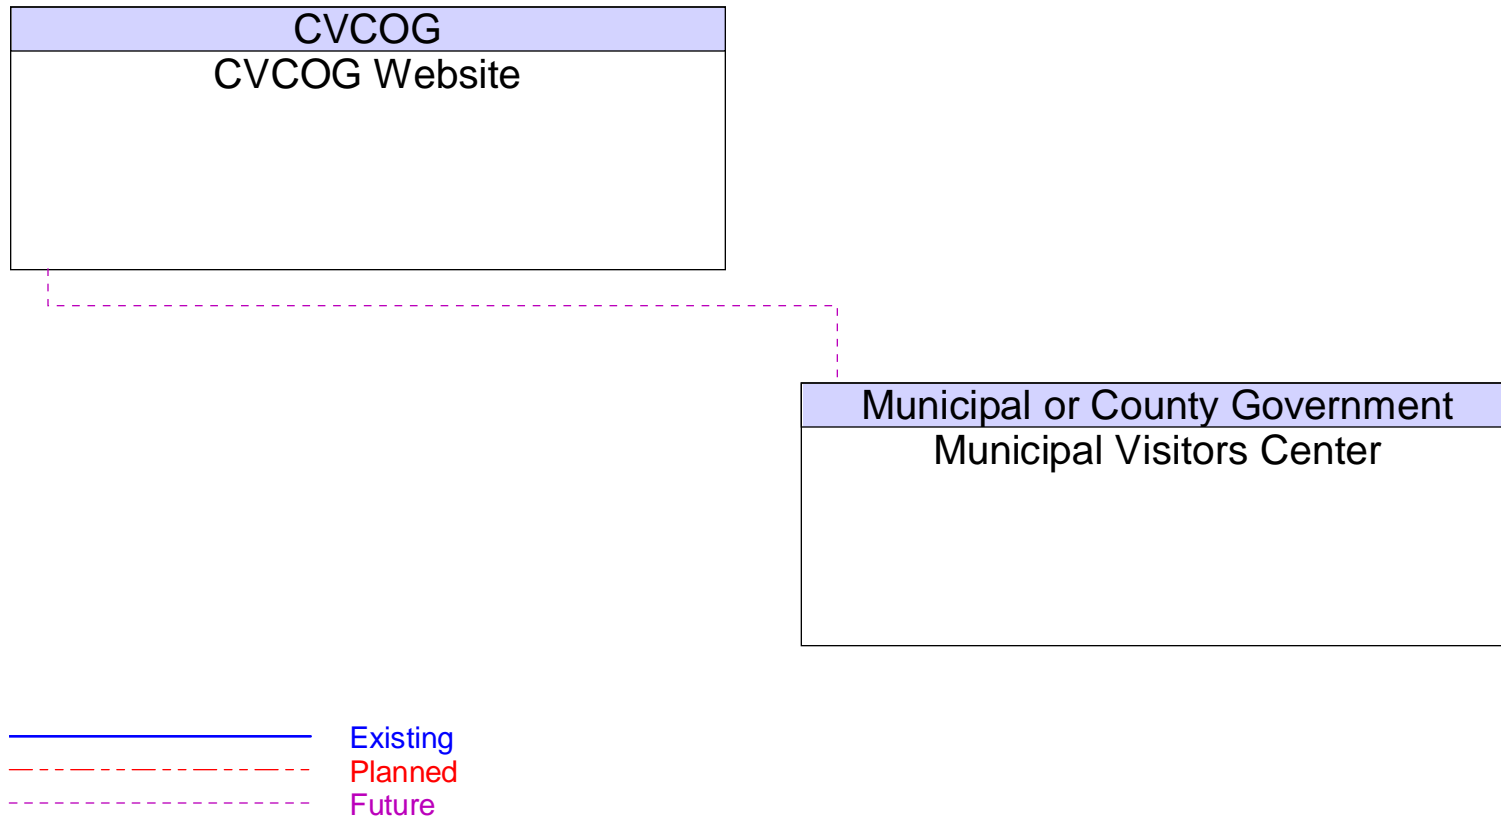 CVCOG
CVCOG Website
Municipal or County Government
Municipal Visitors Center
Existing
Planned
Future